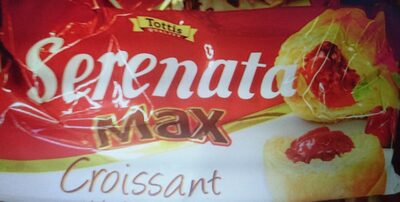 Tottis
Serenata
Max
Croissant